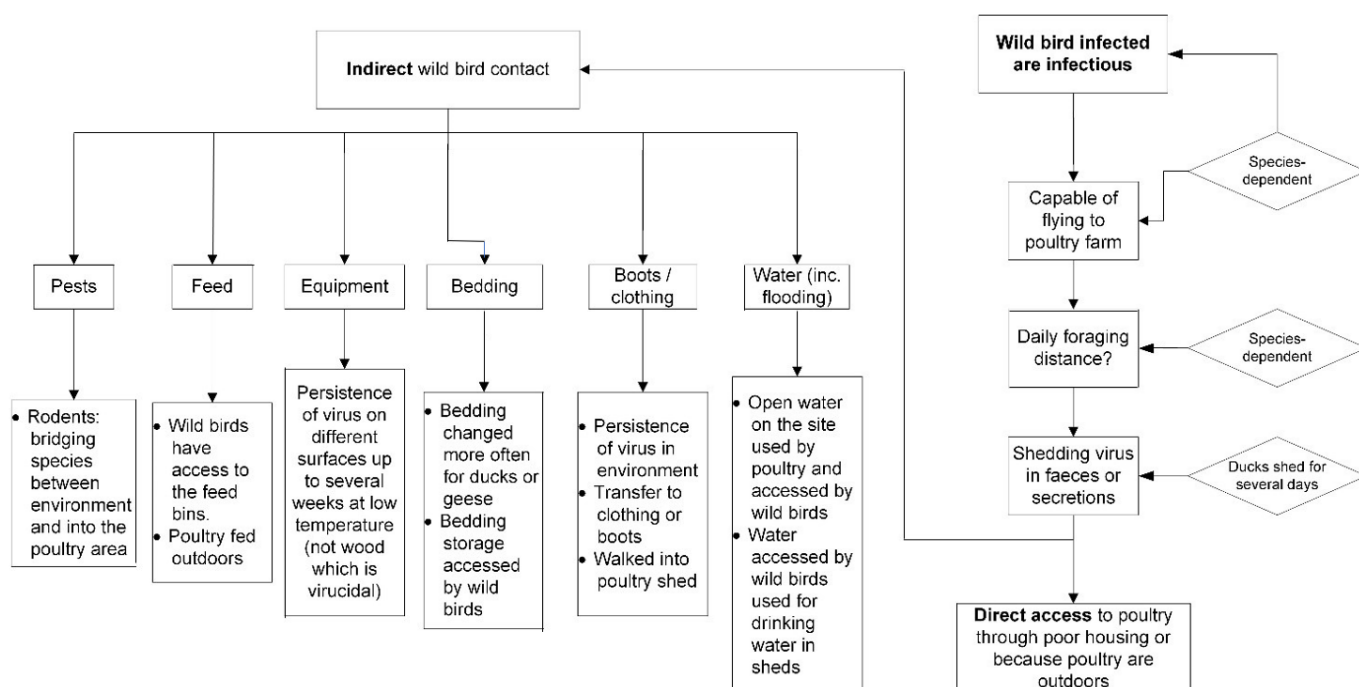 Indirect wild bird contact
Wild bird infected
are infectious
Species-
dependent
Capable of
flying to
poultry farm
Pests
Feed
Equipment
Bedding
Boots /
clothing
Water (inc.
flooding)
Daily foraging
distance?
Species-
dependent
• Rodents:
bridging
species
between
environment
and into the
poultry area
• Wild birds
have
access to
the feed
bins.
• Poultry fed
outdoors
Persistence
of virus on
different
surfaces up
to several
weeks at low
temperature
(not wood
which is
virucidal)
• Bedding
changed
more often
for ducks or
geese
• Bedding
storage
accessed
by wild
birds
• Persistence
of virus in
environment
• Transfer to
clothing or
boots
• Walked into
poultry shed
• Open water
on the site
used by
poultry and
accessed by
wild birds
• Water
accessed by
wild birds
used for
drinking
water in
sheds
Shedding virus
in faeces or
secretions
Ducks shed for
several days
Direct access to poultry
through poor housing or
because poultry are
outdoors